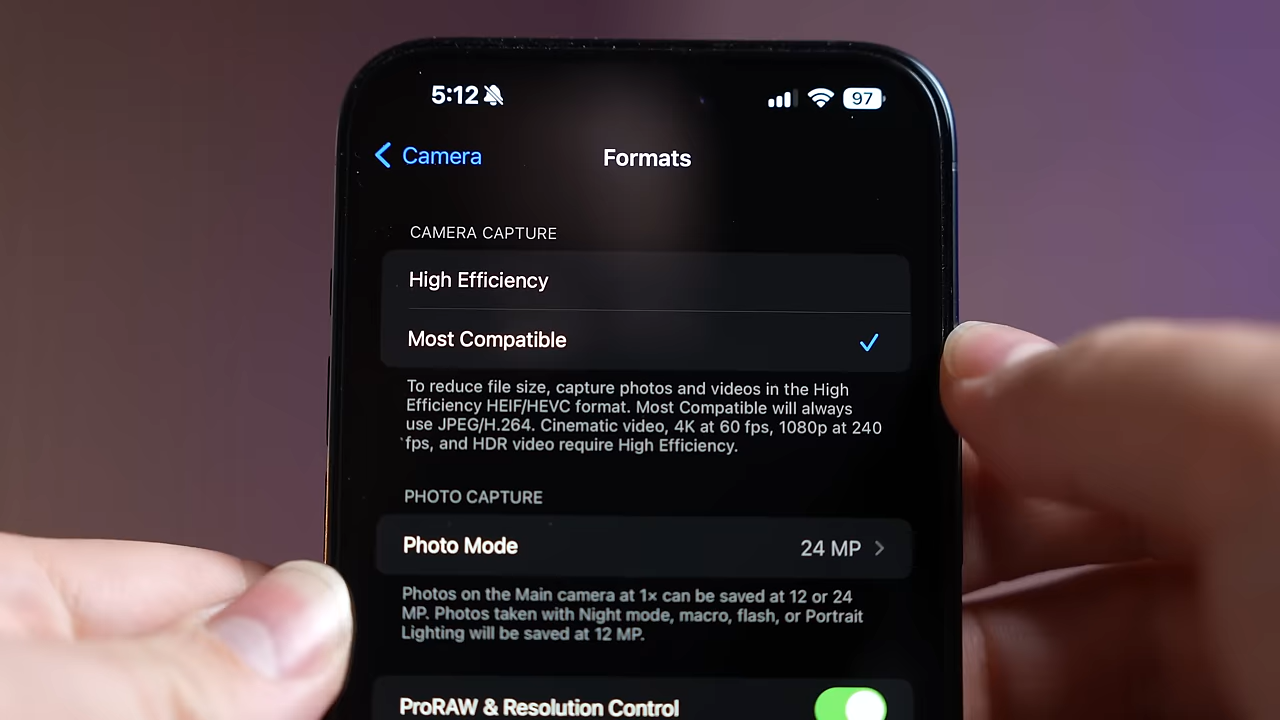 5:12
97
Camera
Formats
CAMERA CAPTURE
High Efficiency
Most Compatible
To reduce file size, capture photos and videos in the High
Efficiency HEIF/HEVC format. Most Compatible will always
use JPEG/H.264. Cinematic video, 4K at 60 fps, 1080p at 240
fps, and HDR video require High Efficiency.
PHOTO CAPTURE
Photo Mode
24 MP
Photos on the Main camera at 1x can be saved at 12 or 24
MP. Photos taken with Night mode, macro, flash, or Portrait
Lighting will be saved at 12 MP.
ProRAW & Resolution Control